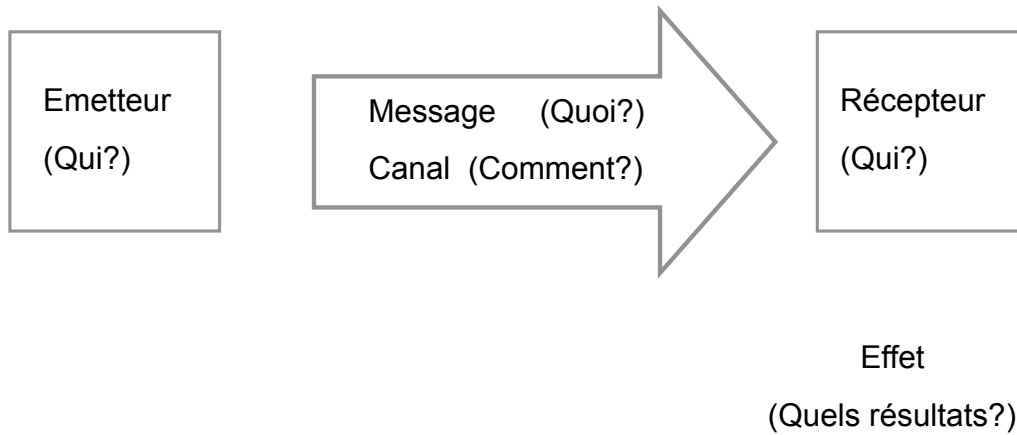 Emetteur
(Qui?)
Message (Quoi?)
Canal (Comment?)
Récepteur
(Qui?)
Effet
(Quels résultats?)